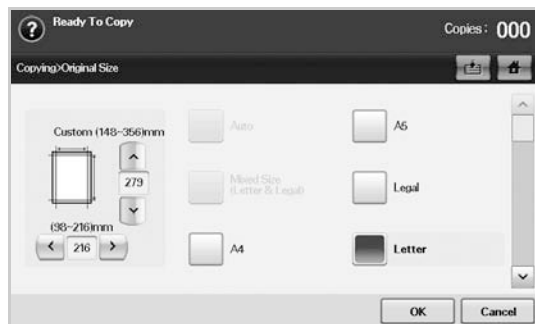 ?
Ready To Copy
Copies : 000
Copying>Original Size
Custom (148~356)mm
279
(98~216)mm
216
Auto
Mixed Size
(Letter & Legal)
A4
A5
Legal
Letter
OK
Cancel